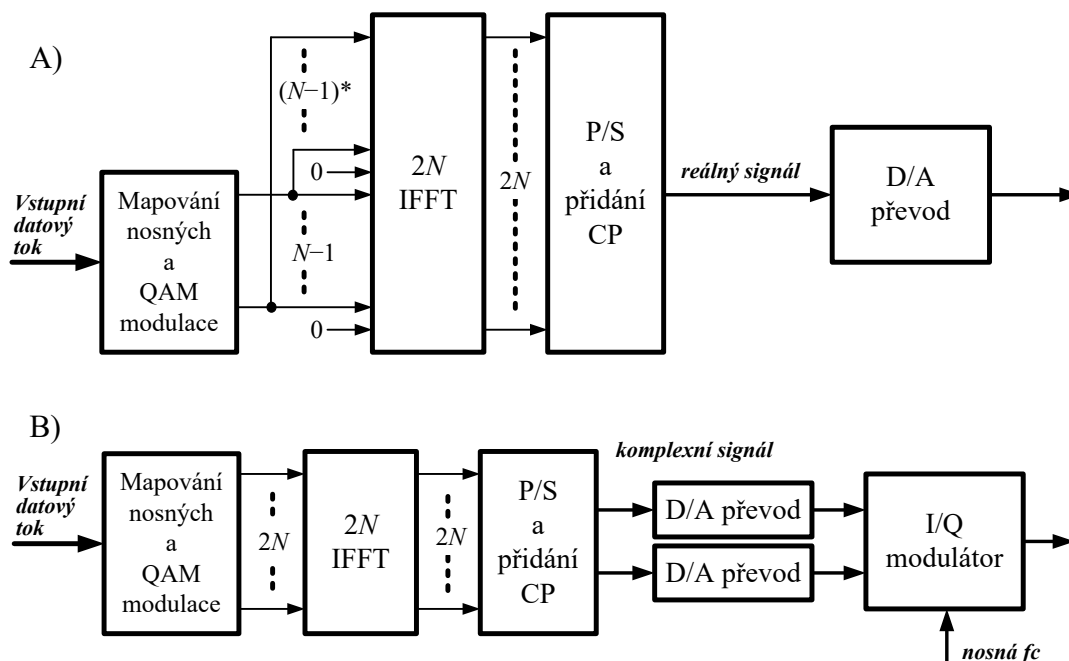 A)
Vstupní
datový
tok
Mapování
nosných
a
QAM
modulace
(N−1)*
0
N−1
0
2N
IFFT
2N
P/S
a
přidání
CP
reálný signál
D/A
převod
B)
Vstupní
datový
tok
Mapování
nosných
a
QAM
modulace
2N
2N
IFFT
2N
P/S
a
přidání
CP
komplexní signál
D/A převod
D/A převod
I/Q
modulátor
nosná fc